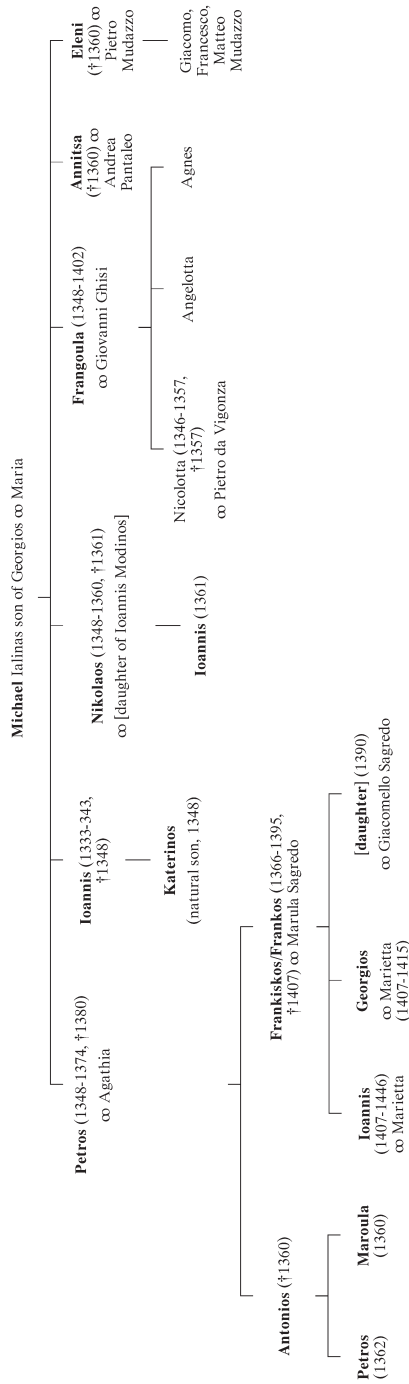 Michael Ialinas son of Georgios ꝏ Maria
Petros (1348-1374, †1380)
ꝏ Agathia
Ioannis (1333-343,
†1348)
Nikolaos (1348-1360, †1361)
ꝏ [daughter of Ioannis Modinos]
Frangoula (1348-1402)
ꝏ Giovanni Ghisi
Annitsa
(†1360) ꝏ
Andrea
Pantaleo
Eleni
(†1360) ꝏ
Pietro
Mudazzo
Katerinos
(natural son, 1348)
Ioannis (1361)
Nicolotta (1346-1357,
†1357)
ꝏ Pietro da Vigonza
Angelotta
Agnes
Giacomo,
Francesco,
Matteo
Mudazzo
Antonios (†1360)
Frankiskos/Frankos (1366-1395,
†1407) ꝏ Marula Sagredo
Petros
(1362)
Maroula
(1360)
Ioannis
(1407-1446)
ꝏ Marietta
Georgios
ꝏ Marietta
(1407-1415)
[daughter] (1390)
ꝏ Giacomello Sagredo